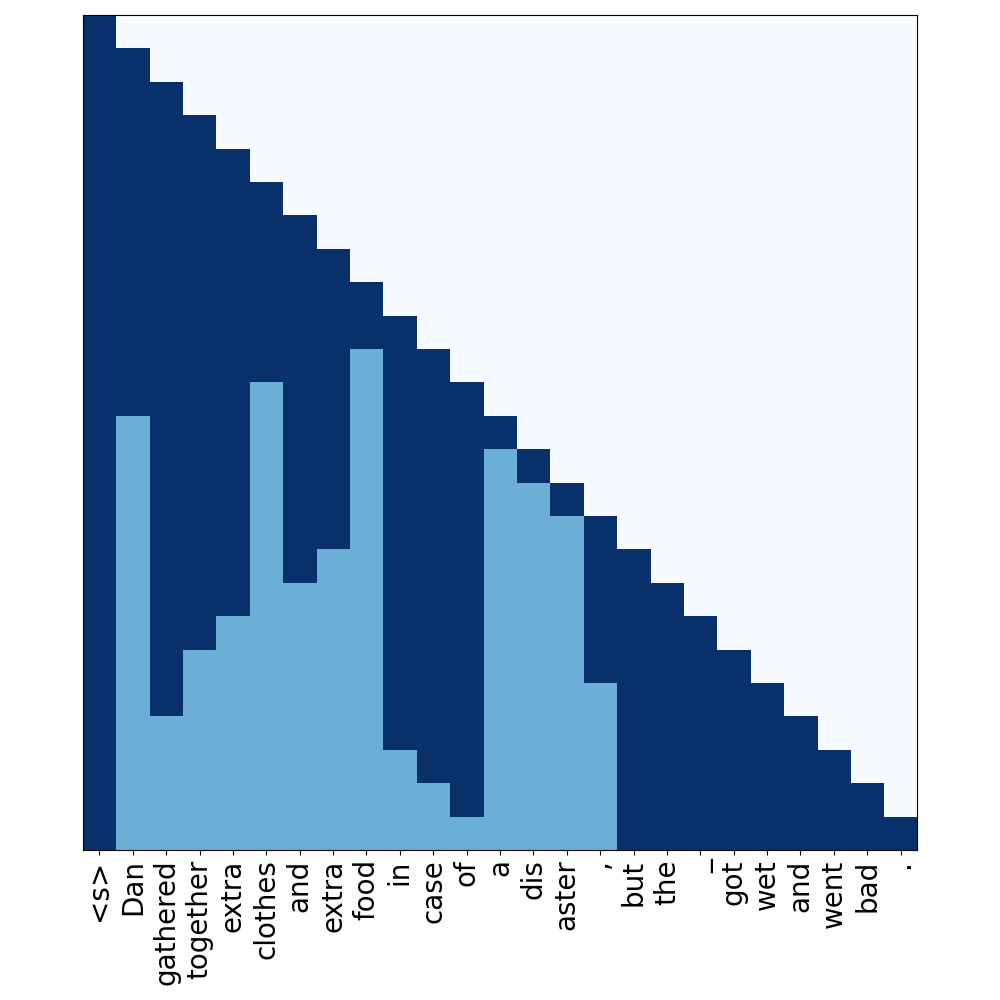 <s>
Dan
gathered
together
extra
clothes
and
extra
food
in
case
of
a
dis
aster
,
but
the
_
got
wet
and
went
bad
.